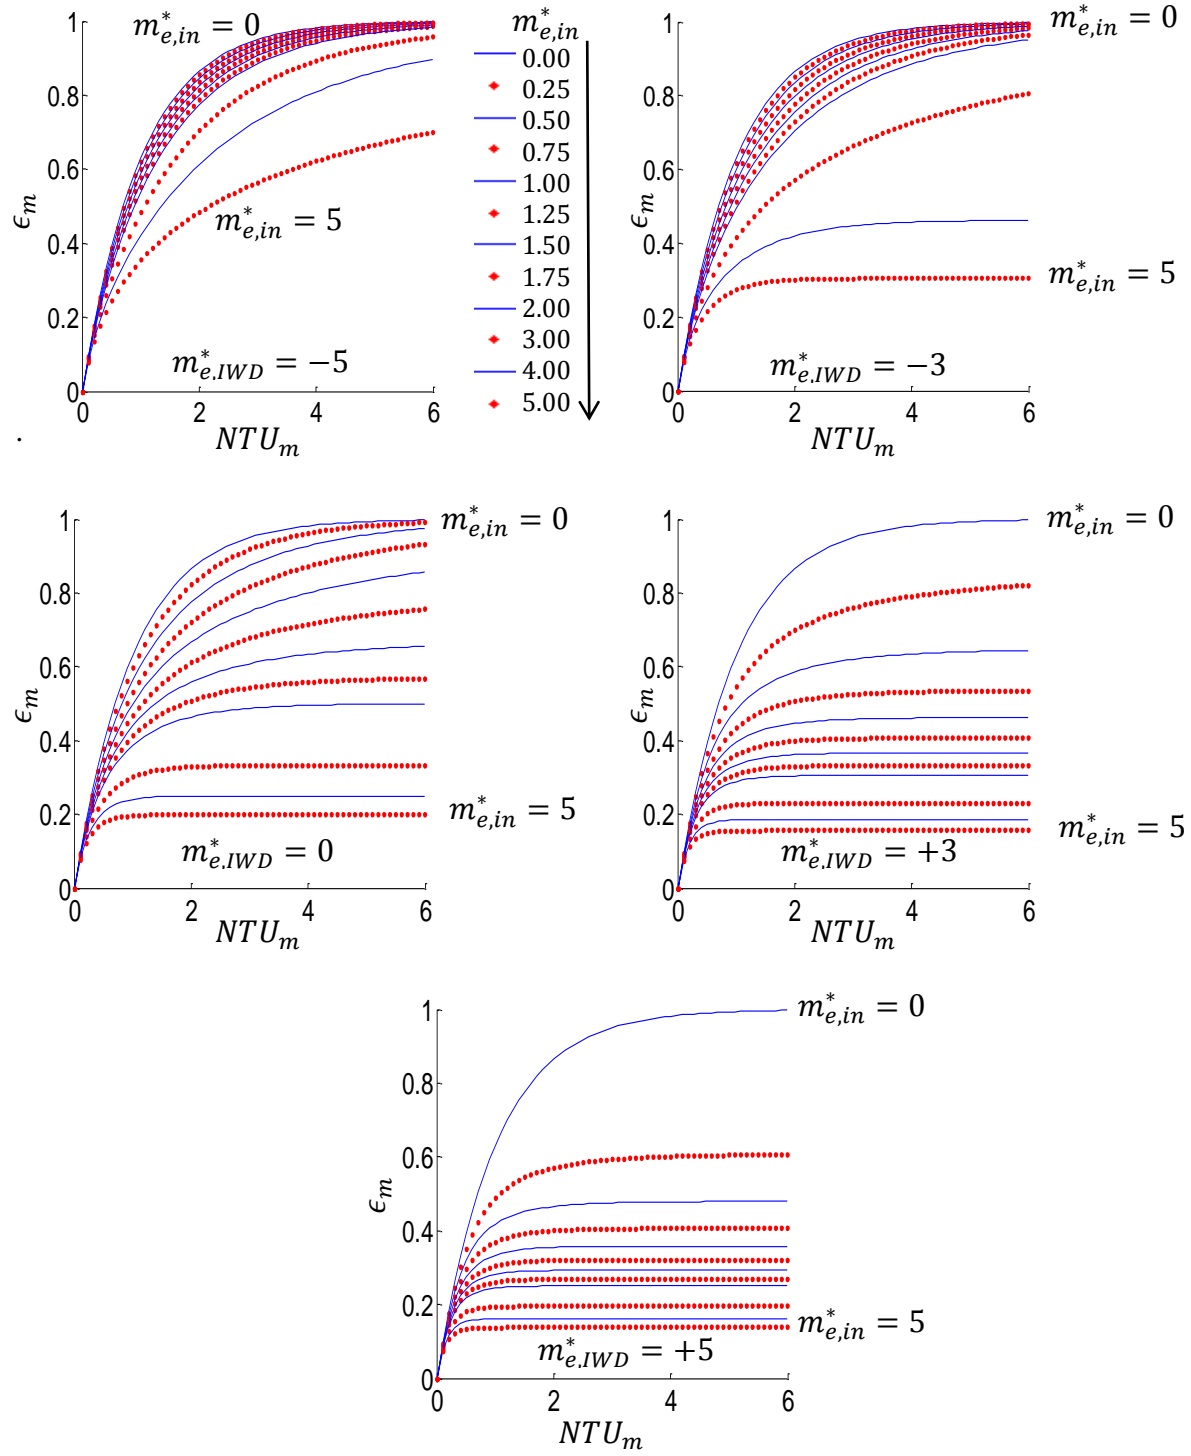 m*e,in = 0
1
0.8
0.6
0.4
0.2
0
ϵm
m*e,in = 5
m*e,IWD = −5
0 2 4 6
NTUm
m*e,in
0.00
0.25
0.50
0.75
1.00
1.25
1.50
1.75
2.00
3.00
4.00
5.00
.
m*e,in = 0
1
0.8
0.6
0.4
0.2
0
ϵm
m*e,in = 5
m*e,IWD = −3
0 2 4 6
NTUm
m*e,in = 0
1
0.8
0.6
0.4
0.2
0
ϵm
m*e,in = 5
m*e,IWD = 0
0 2 4 6
NTUm
m*e,in = 0
1
0.8
0.6
0.4
0.2
0
ϵm
m*e,in = 5
m*e,IWD = +3
0 2 4 6
NTUm
m*e,in = 0
1
0.8
0.6
0.4
0.2
0
ϵm
m*e,in = 5
m*e,IWD = +5
0 2 4 6
NTUm